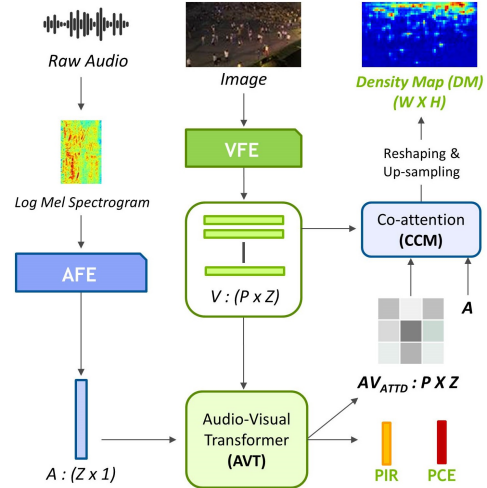 Raw Audio
Image
Density Map (DM)
(W X H)
VFE
Reshaping &
Up-sampling
Log Mel Spectrogram
Co-attention
(CCM)
AFE
V : (P x Z)
A
AV_ATTD : P X Z
Audio-Visual
Transformer
(AVT)
A : (Z x 1)
PIR
PCE